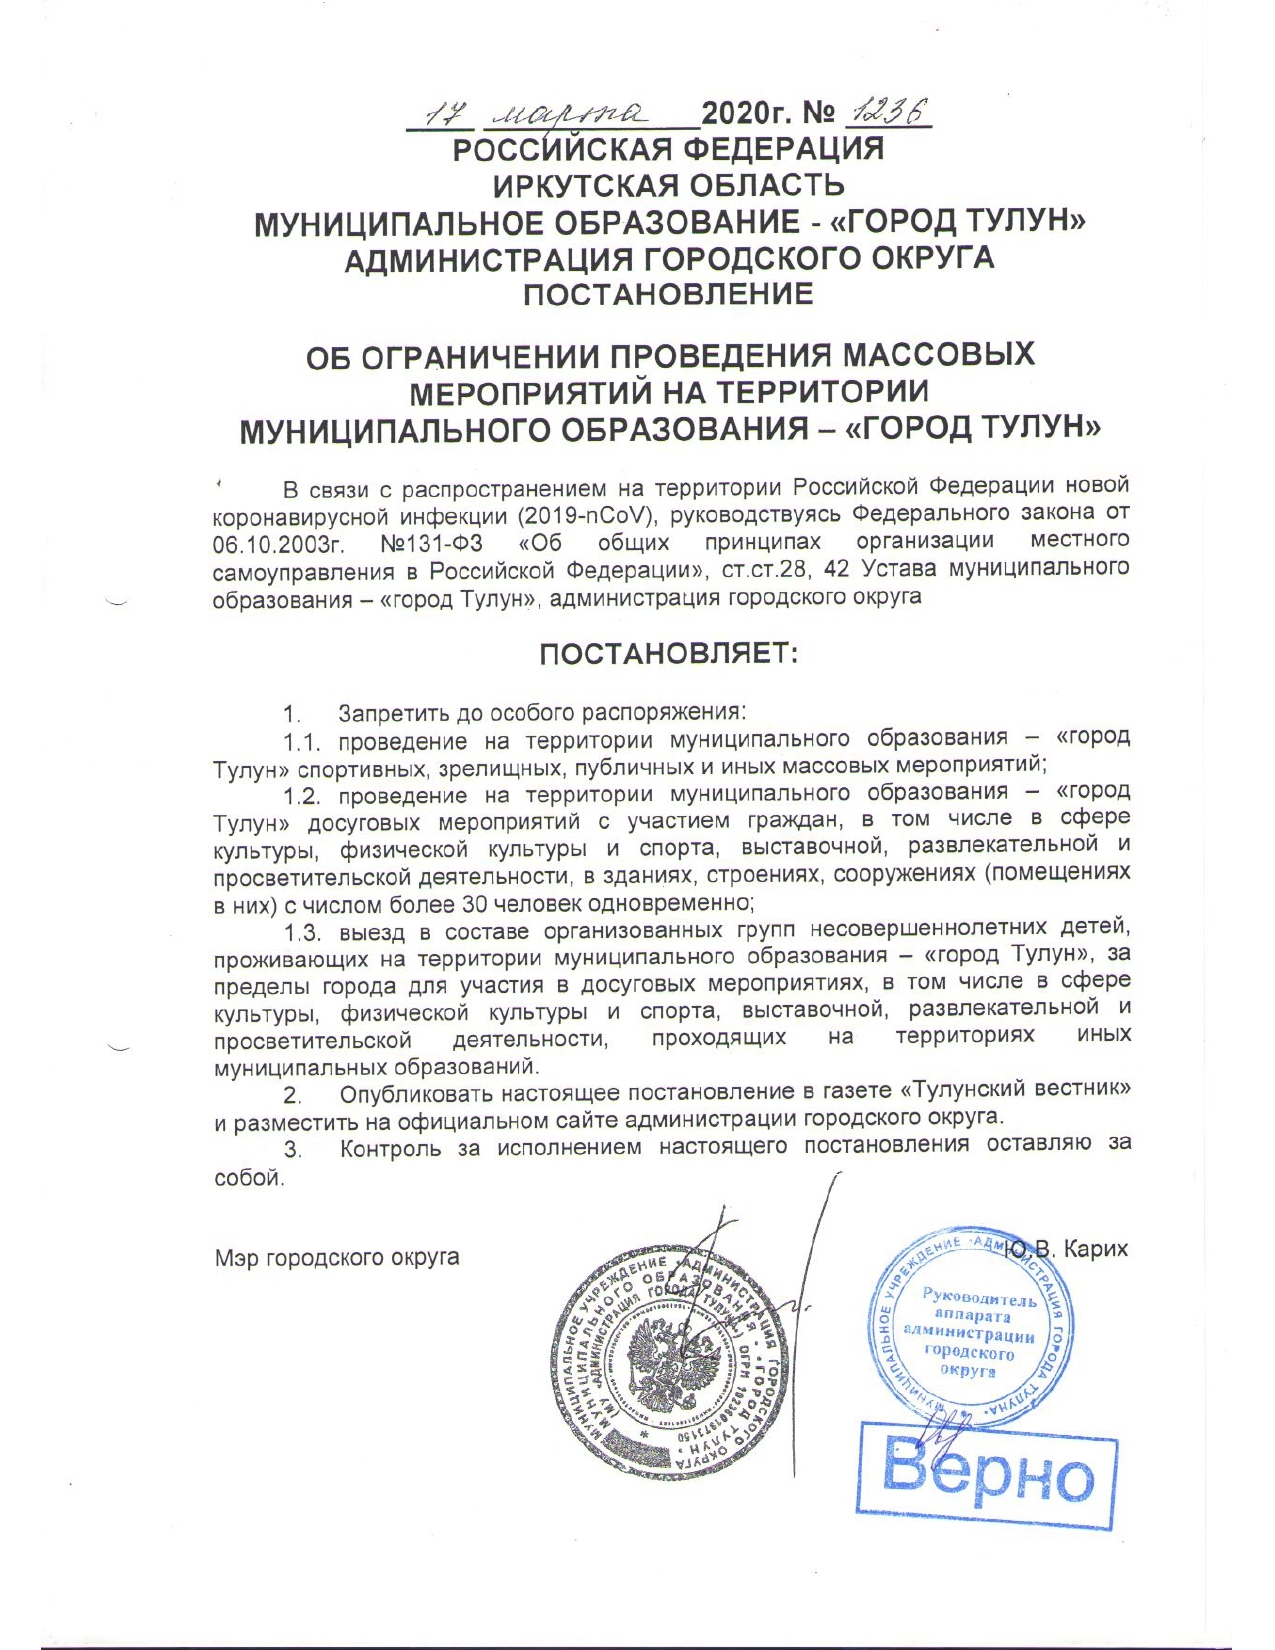 17 марта 2020г. № 1236
РОССИЙСКАЯ ФЕДЕРАЦИЯ
ИРКУТСКАЯ ОБЛАСТЬ
МУНИЦИПАЛЬНОЕ ОБРАЗОВАНИЕ - «ГОРОД ТУЛУН»
АДМИНИСТРАЦИЯ ГОРОДСКОГО ОКРУГА
ПОСТАНОВЛЕНИЕ
ОБ ОГРАНИЧЕНИИ ПРОВЕДЕНИЯ МАССОВЫХ
МЕРОПРИЯТИЙ НА ТЕРРИТОРИИ
МУНИЦИПАЛЬНОГО ОБРАЗОВАНИЯ – «ГОРОД ТУЛУН»
В связи с распространением на территории Российской Федерации новой
коронавирусной инфекции (2019-nCoV), руководствуясь Федерального закона от
06.10.2003г. №131-ФЗ «Об общих принципах организации местного
самоуправления в Российской Федерации», ст.ст.28, 42 Устава муниципального
образования – «город Тулун», администрация городского округа
ПОСТАНОВЛЯЕТ:
1. Запретить до особого распоряжения:
1.1. проведение на территории муниципального образования – «город
Тулун» спортивных, зрелищных, публичных и иных массовых мероприятий;
1.2. проведение на территории муниципального образования – «город
Тулун» досуговых мероприятий с участием граждан, в том числе в сфере
культуры, физической культуры и спорта, выставочной, развлекательной и
просветительской деятельности, в зданиях, строениях, сооружениях (помещениях
в них) с числом более 30 человек одновременно;
1.3. выезд в составе организованных групп несовершеннолетних детей,
проживающих на территории муниципального образования – «город Тулун», за
пределы города для участия в досуговых мероприятиях, в том числе в сфере
культуры, физической культуры и спорта, выставочной, развлекательной и
просветительской деятельности, проходящих на территориях иных
муниципальных образований.
2. Опубликовать настоящее постановление в газете «Тулунский вестник»
и разместить на официальном сайте администрации городского округа.
3. Контроль за исполнением настоящего постановления оставляю за
собой.
Мэр городского округа Ю.В. Карих
МУНИЦИПАЛЬНОЕ УЧРЕЖДЕНИЕ «АДМИНИСТРАЦИЯ ГОРОДСКОГО ОКРУГА
МУНИЦИПАЛЬНОГО ОБРАЗОВАНИЯ - «ГОРОД ТУЛУН»
(МУ «АДМИНИСТРАЦИЯ ГОРОДА ТУЛУНА») ОГРН 1023801973150
МУНИЦИПАЛЬНОЕ УЧРЕЖДЕНИЕ «АДМИНИСТРАЦИЯ ГОРОДА ТУЛУНА»
Руководитель
аппарата
администрации
городского
округа
Верно